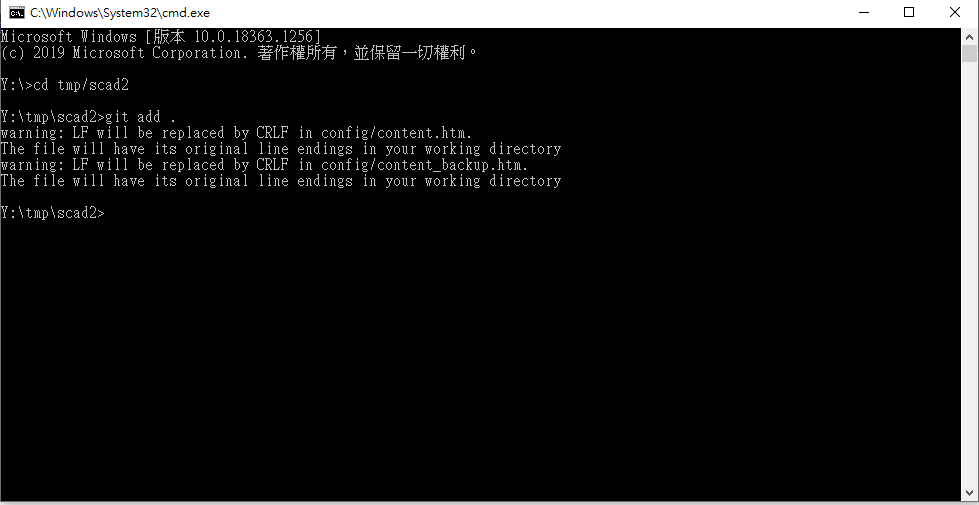 C:\Windows\System32\cmd.exe
Microsoft Windows [版本 10.0.18363.1256]
(c) 2019 Microsoft Corporation. 著作權所有，並保留一切權利。
Y:\>cd tmp/scad2
Y:\tmp\scad2>git add .
warning: LF will be replaced by CRLF in config/content.htm.
The file will have its original line endings in your working directory
warning: LF will be replaced by CRLF in config/content_backup.htm.
The file will have its original line endings in your working directory
Y:\tmp\scad2>